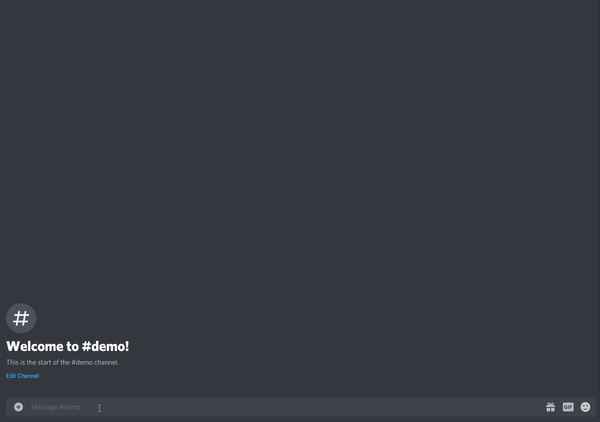 #
Welcome to #demo!
This is the start of the #demo channel.
Edit Channel
Message #demo
GIF